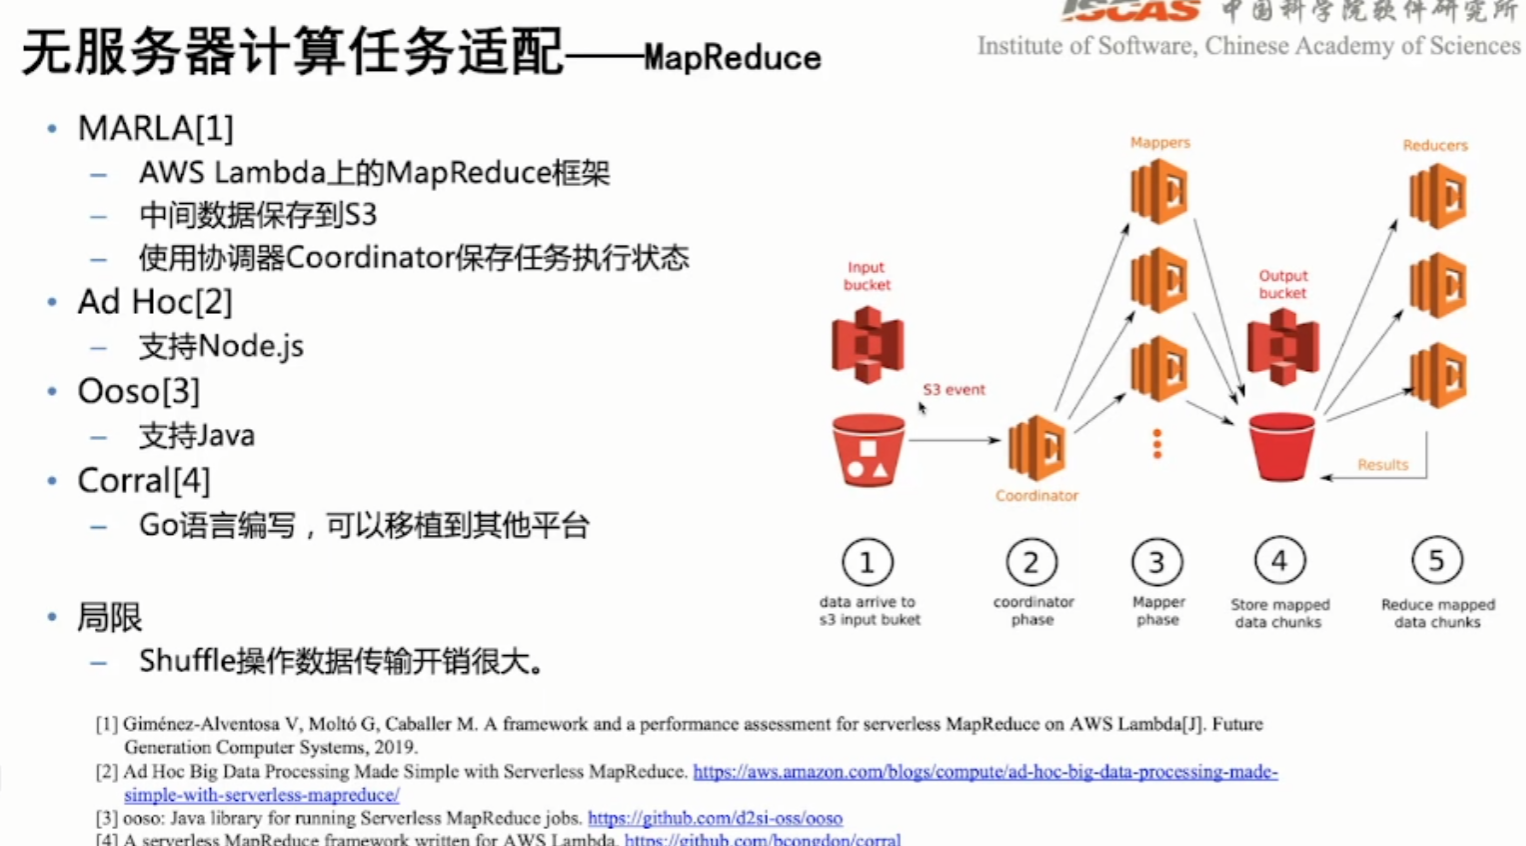 ISCAS 中国科学院软件研究所
Institute of Software, Chinese Academy of Sciences
无服务器计算任务适配——MapReduce
• MARLA[1]
– AWS Lambda上的MapReduce框架
– 中间数据保存到S3
– 使用协调器Coordinator保存任务执行状态
• Ad Hoc[2]
– 支持Node.js
• Ooso[3]
– 支持Java
• Corral[4]
– Go语言编写，可以移植到其他平台
• 局限
– Shuffle操作数据传输开销很大。
Input
bucket
S3 event
Coordinator
Mappers
Output
bucket
Reducers
Results
1
data arrive to
s3 input buket
2
coordinator
phase
3
Mapper
phase
4
Store mapped
data chunks
5
Reduce mapped
data chunks
[1] Giménez-Alventosa V, Moltó G, Caballer M. A framework and a performance assessment for serverless MapReduce on AWS Lambda[J]. Future
Generation Computer Systems, 2019.
[2] Ad Hoc Big Data Processing Made Simple with Serverless MapReduce. https://aws.amazon.com/blogs/compute/ad-hoc-big-data-processing-made-
simple-with-serverless-mapreduce/
[3] ooso: Java library for running Serverless MapReduce jobs. https://github.com/d2si-oss/ooso
[4] A serverless MapReduce framework written for AWS Lambda. https://github.com/bcongdon/corral